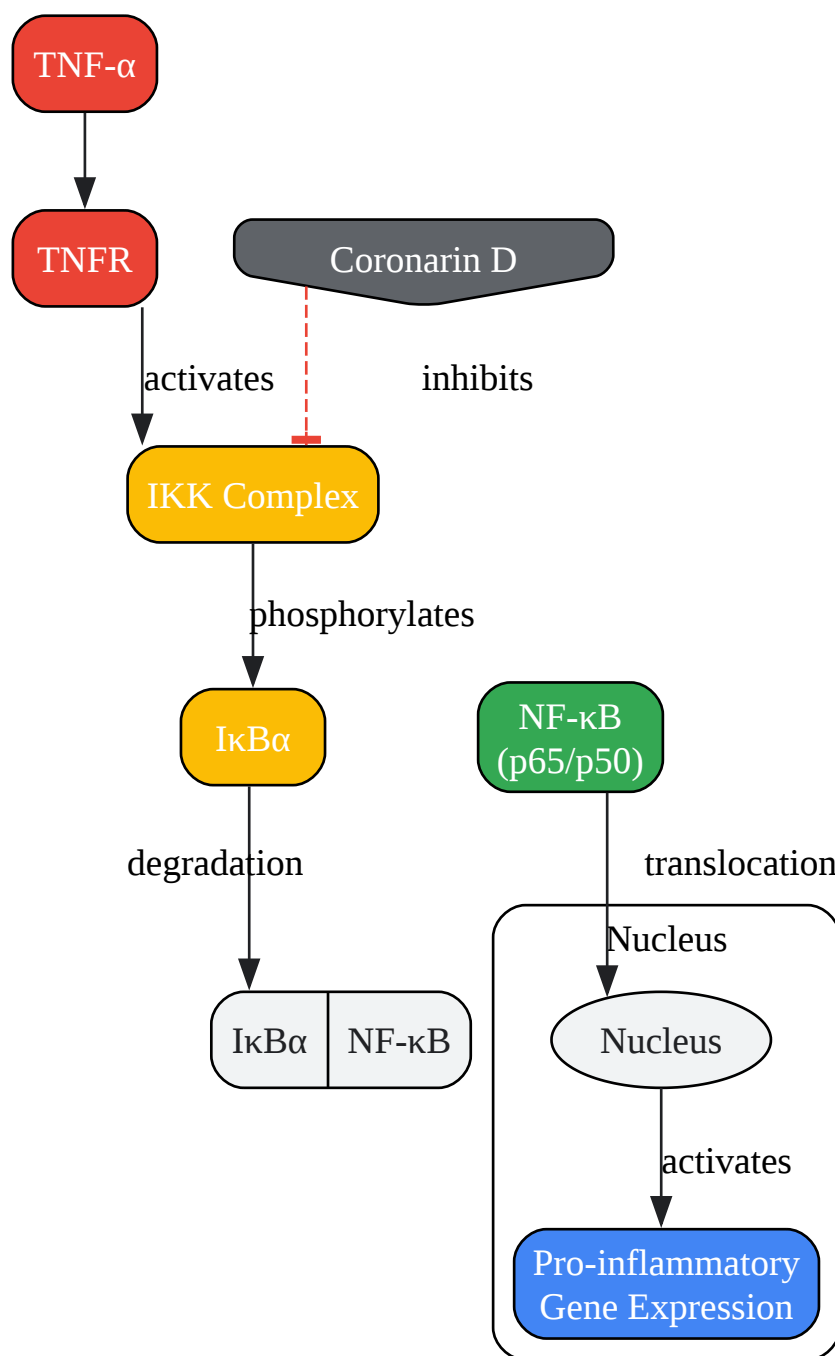 TNF-α
TNFR
Coronarin D
activates
inhibits
IKK Complex
phosphorylates
IκBα
NF-κB
(p65/p50)
degradation
translocation
Nucleus
IκBα
NF-κB
Nucleus
activates
Pro-inflammatory
Gene Expression